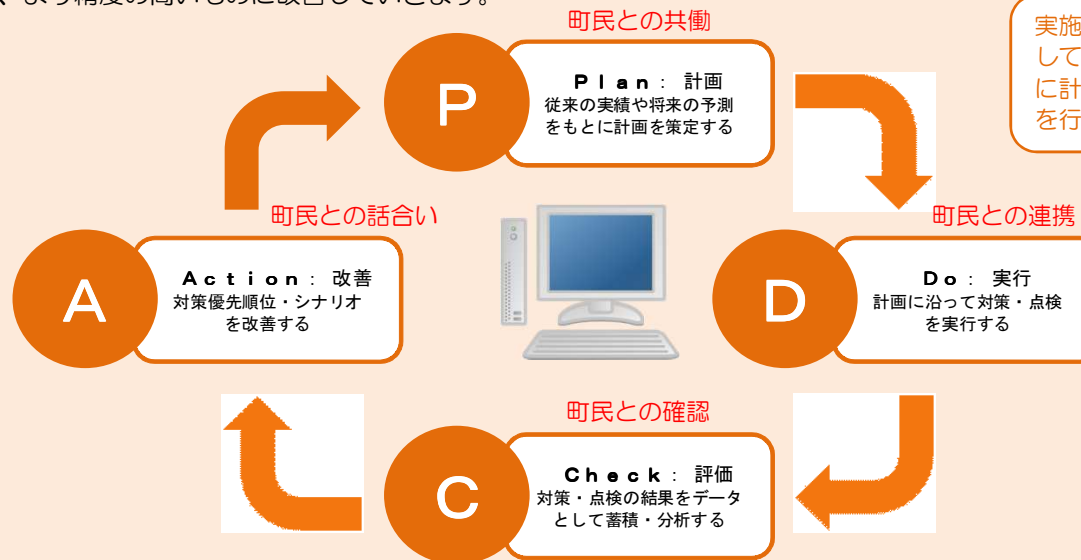 、より精度の高いものに改善していきます。
町民との共働
P
Plan： 計画
従来の実績や将来の予測
をもとに計画を策定する
実施
して
に計
を行
町民との話合い
町民との連携
A
Action： 改善
対策優先順位・シナリオ
を改善する
D
Do： 実行
計画に沿って対策・点検
を実行する
町民との確認
C
Check： 評価
対策・点検の結果をデータ
として蓄積・分析する